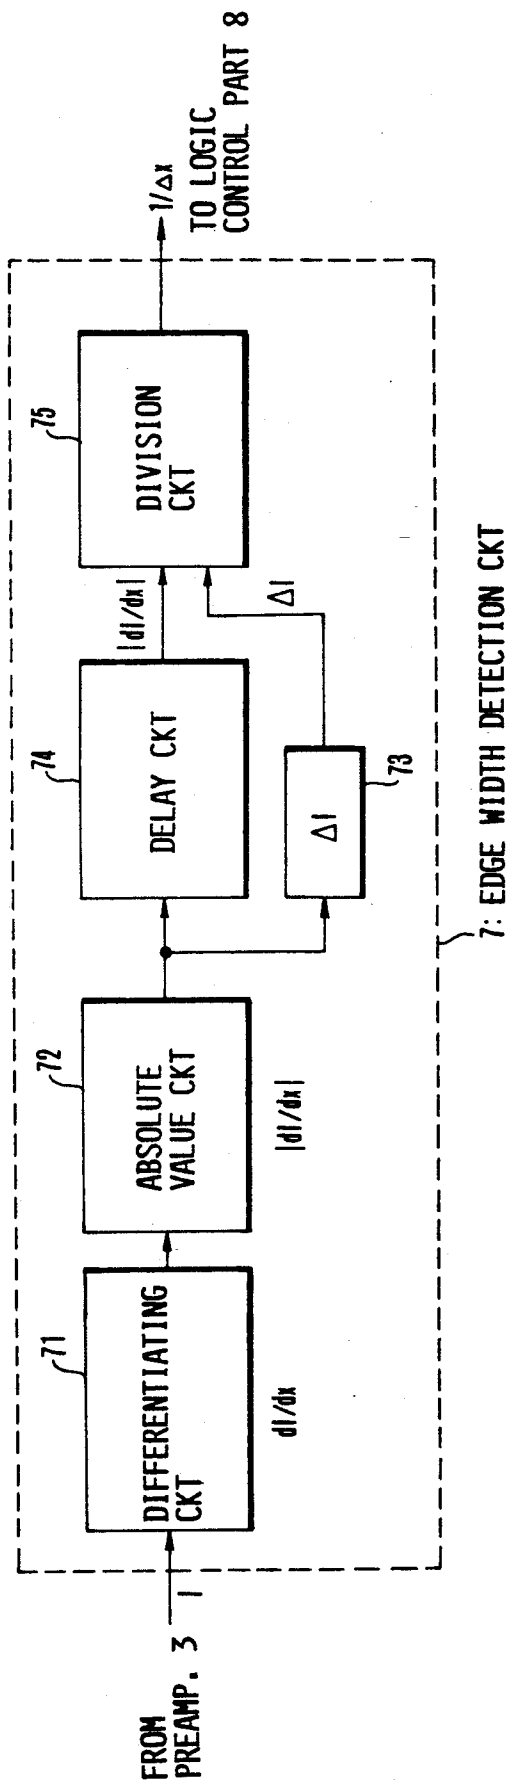 FROM
PREAMP. 3
I
71
DIFFERENTIATING
CKT
dI/dx
72
ABSOLUTE
VALUE CKT
|dI/dx|
74
DELAY CKT
73
ΔI
|dI/dx|
ΔI
75
DIVISION
CKT
1/Δx
TO LOGIC
CONTROL PART 8
7: EDGE WIDTH DETECTION CKT